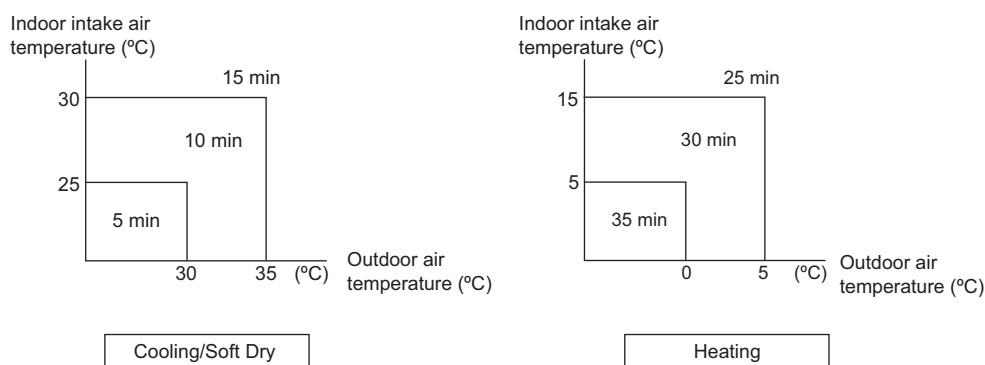 Indoor intake air
temperature (ºC)
15 min
30
10 min
25
5 min
30 35 (ºC)
Outdoor air
temperature (ºC)
Cooling/Soft Dry
Indoor intake air
temperature (ºC)
25 min
15
30 min
5
35 min
0 5 (ºC)
Outdoor air
temperature (ºC)
Heating